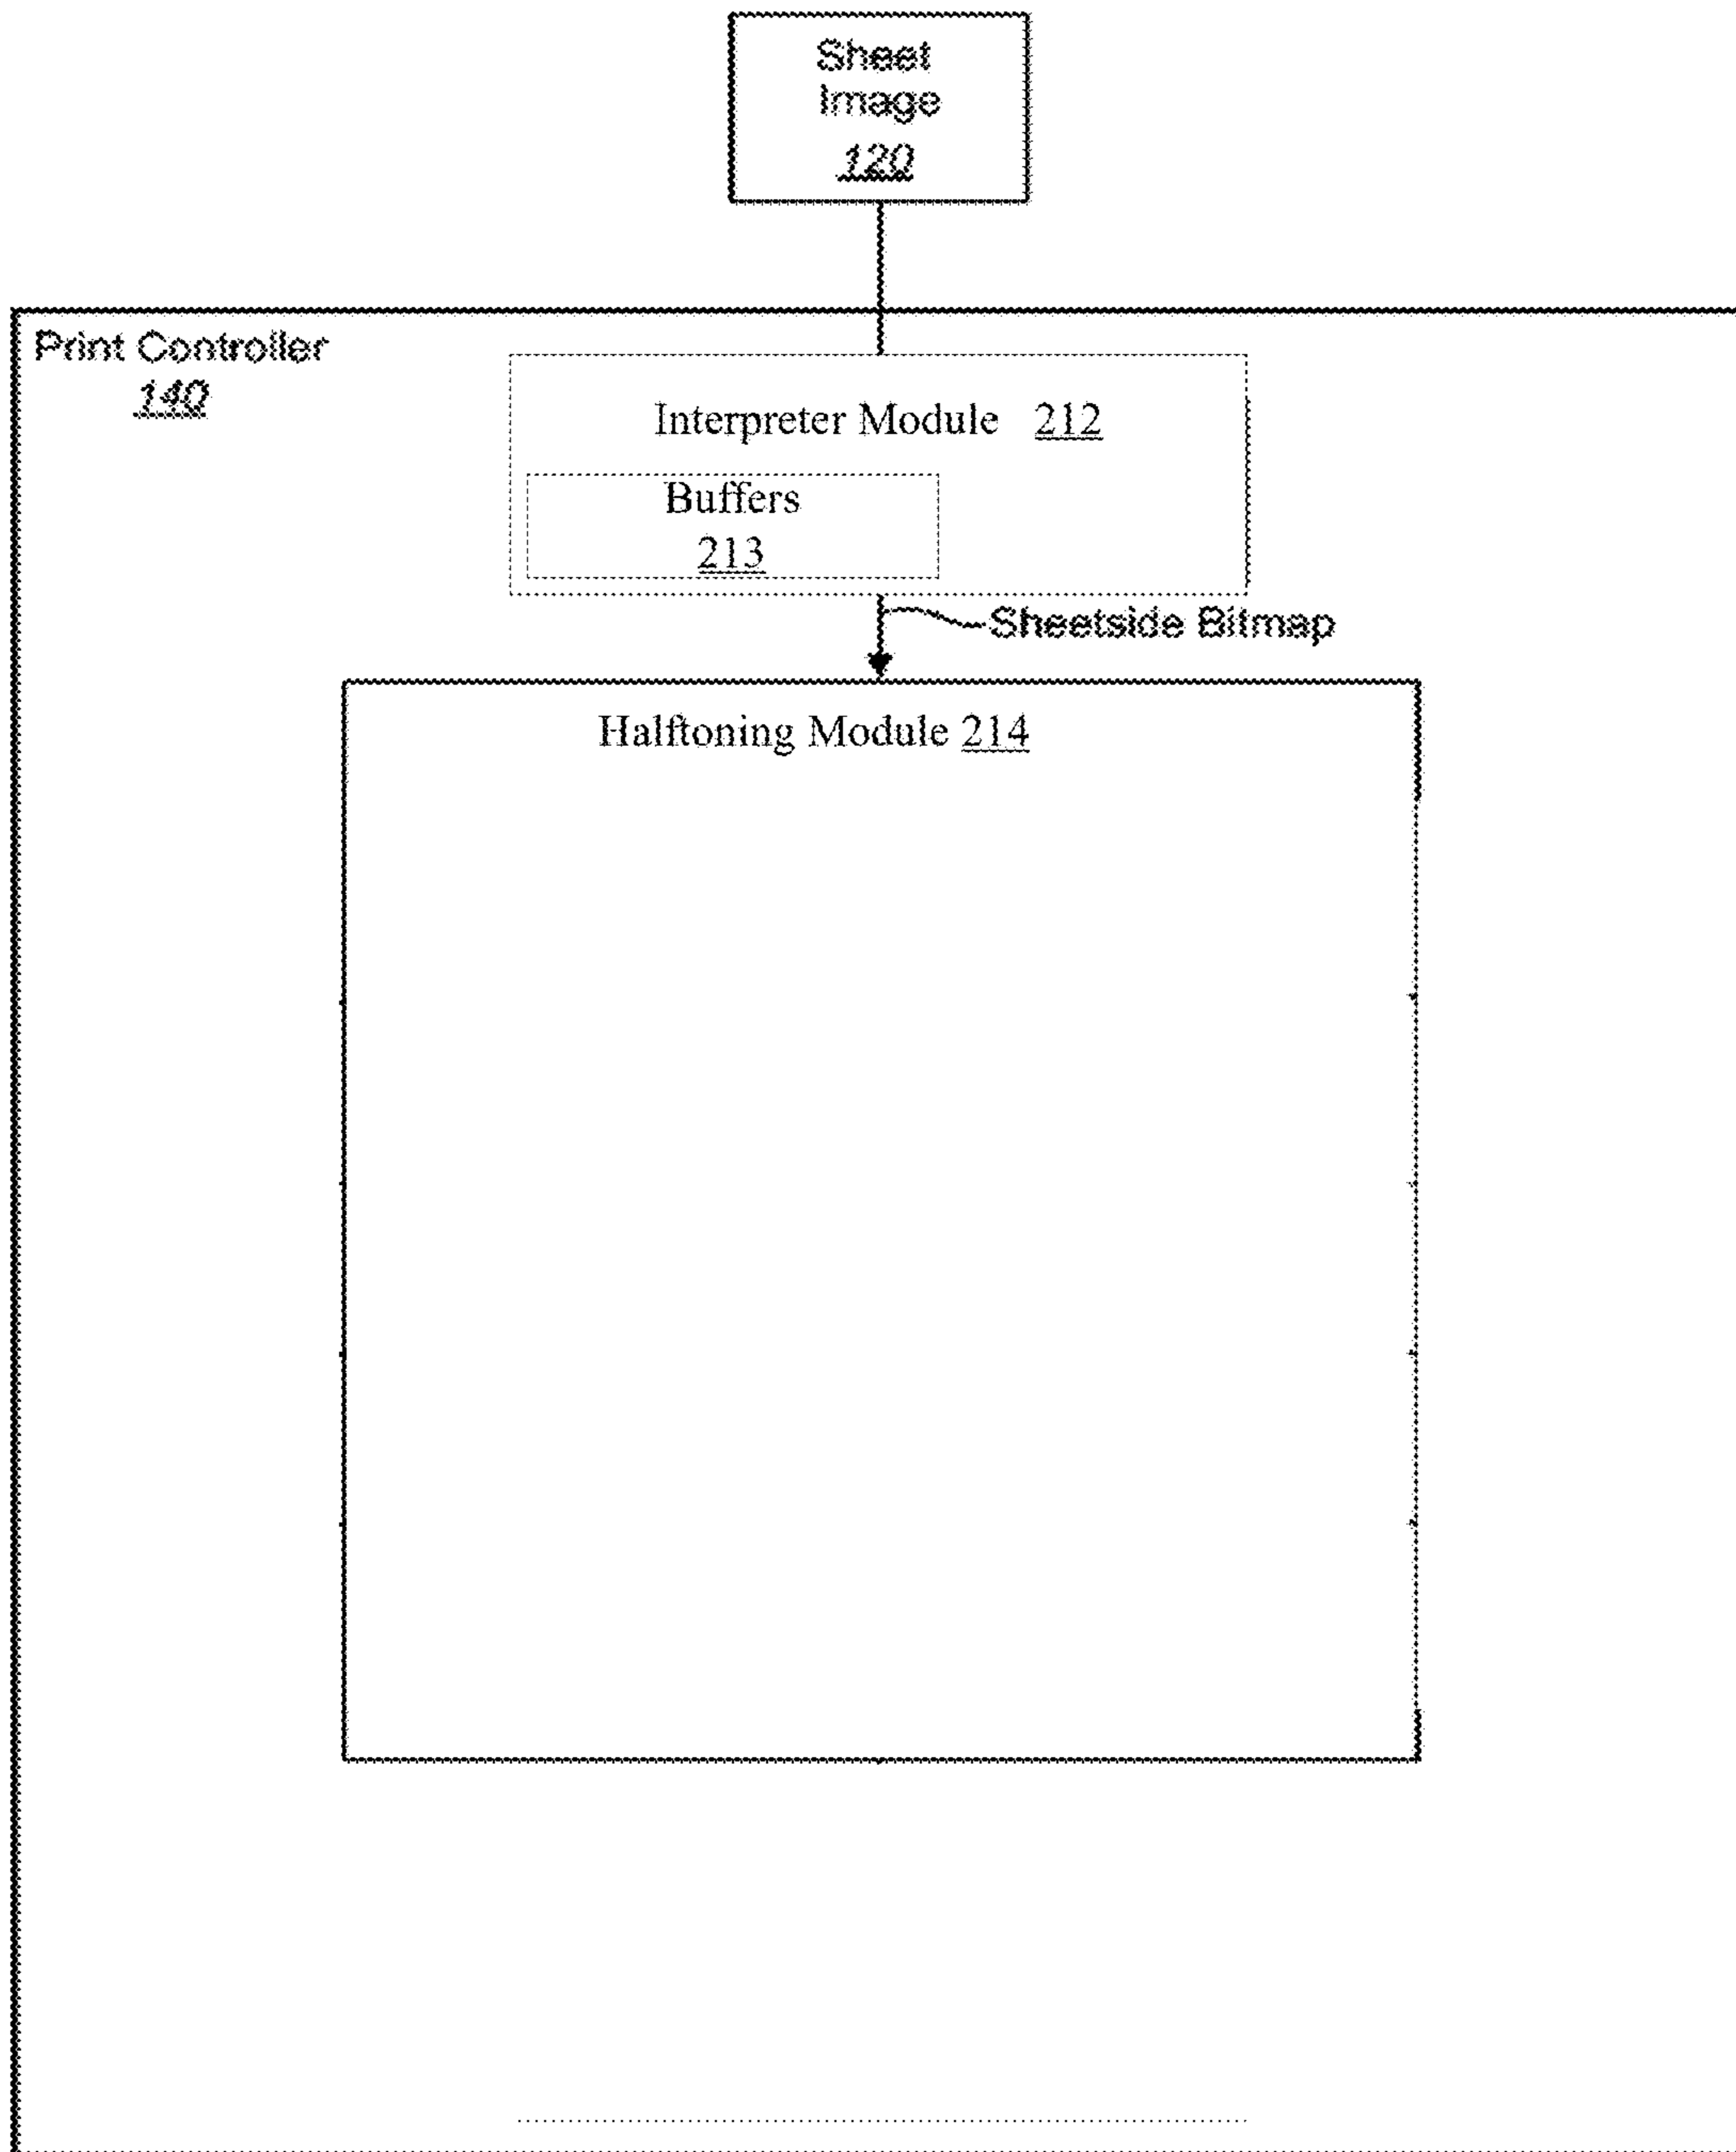 Sheet
Image
120
Print Controller
140
Interpreter Module 212
Buffers
213
Sheetside Bitmap
Halftoning Module 214